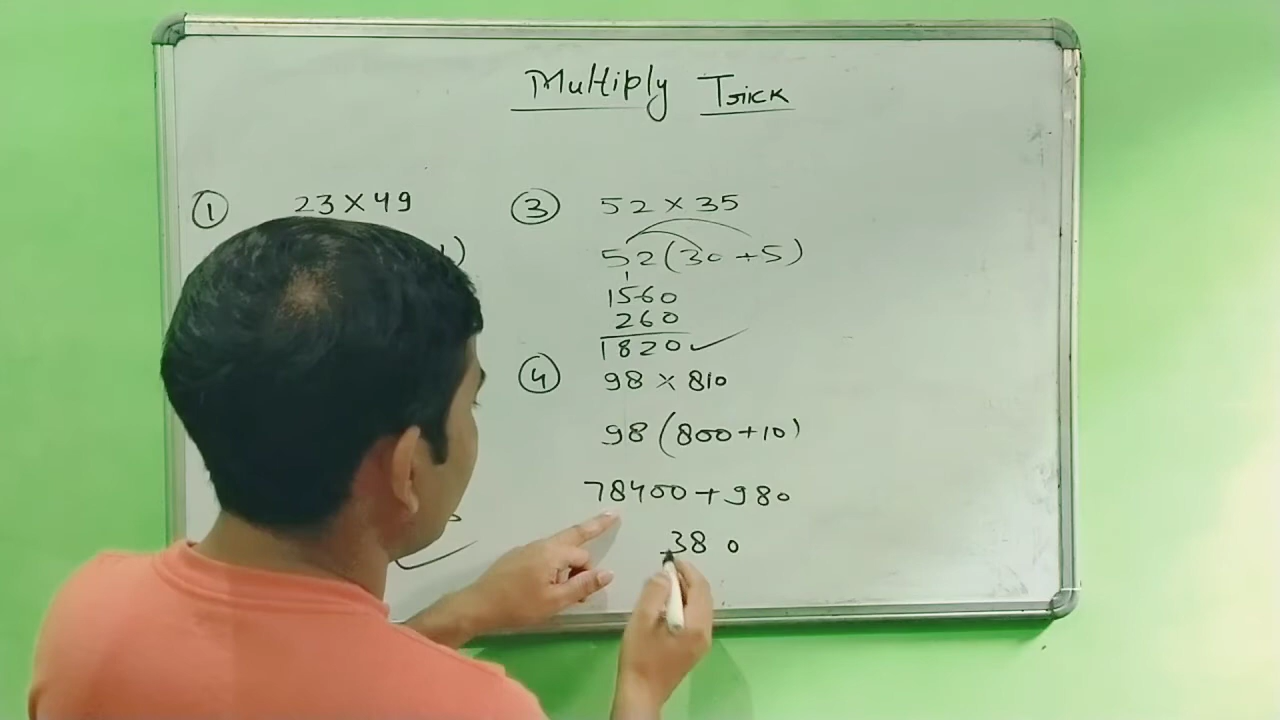 Multiply Trick
① 23 × 49
③ 52 × 35
52(30+5)
1560
260
1820 ✓
④ 98 × 810
98(800+10)
78400+980
380